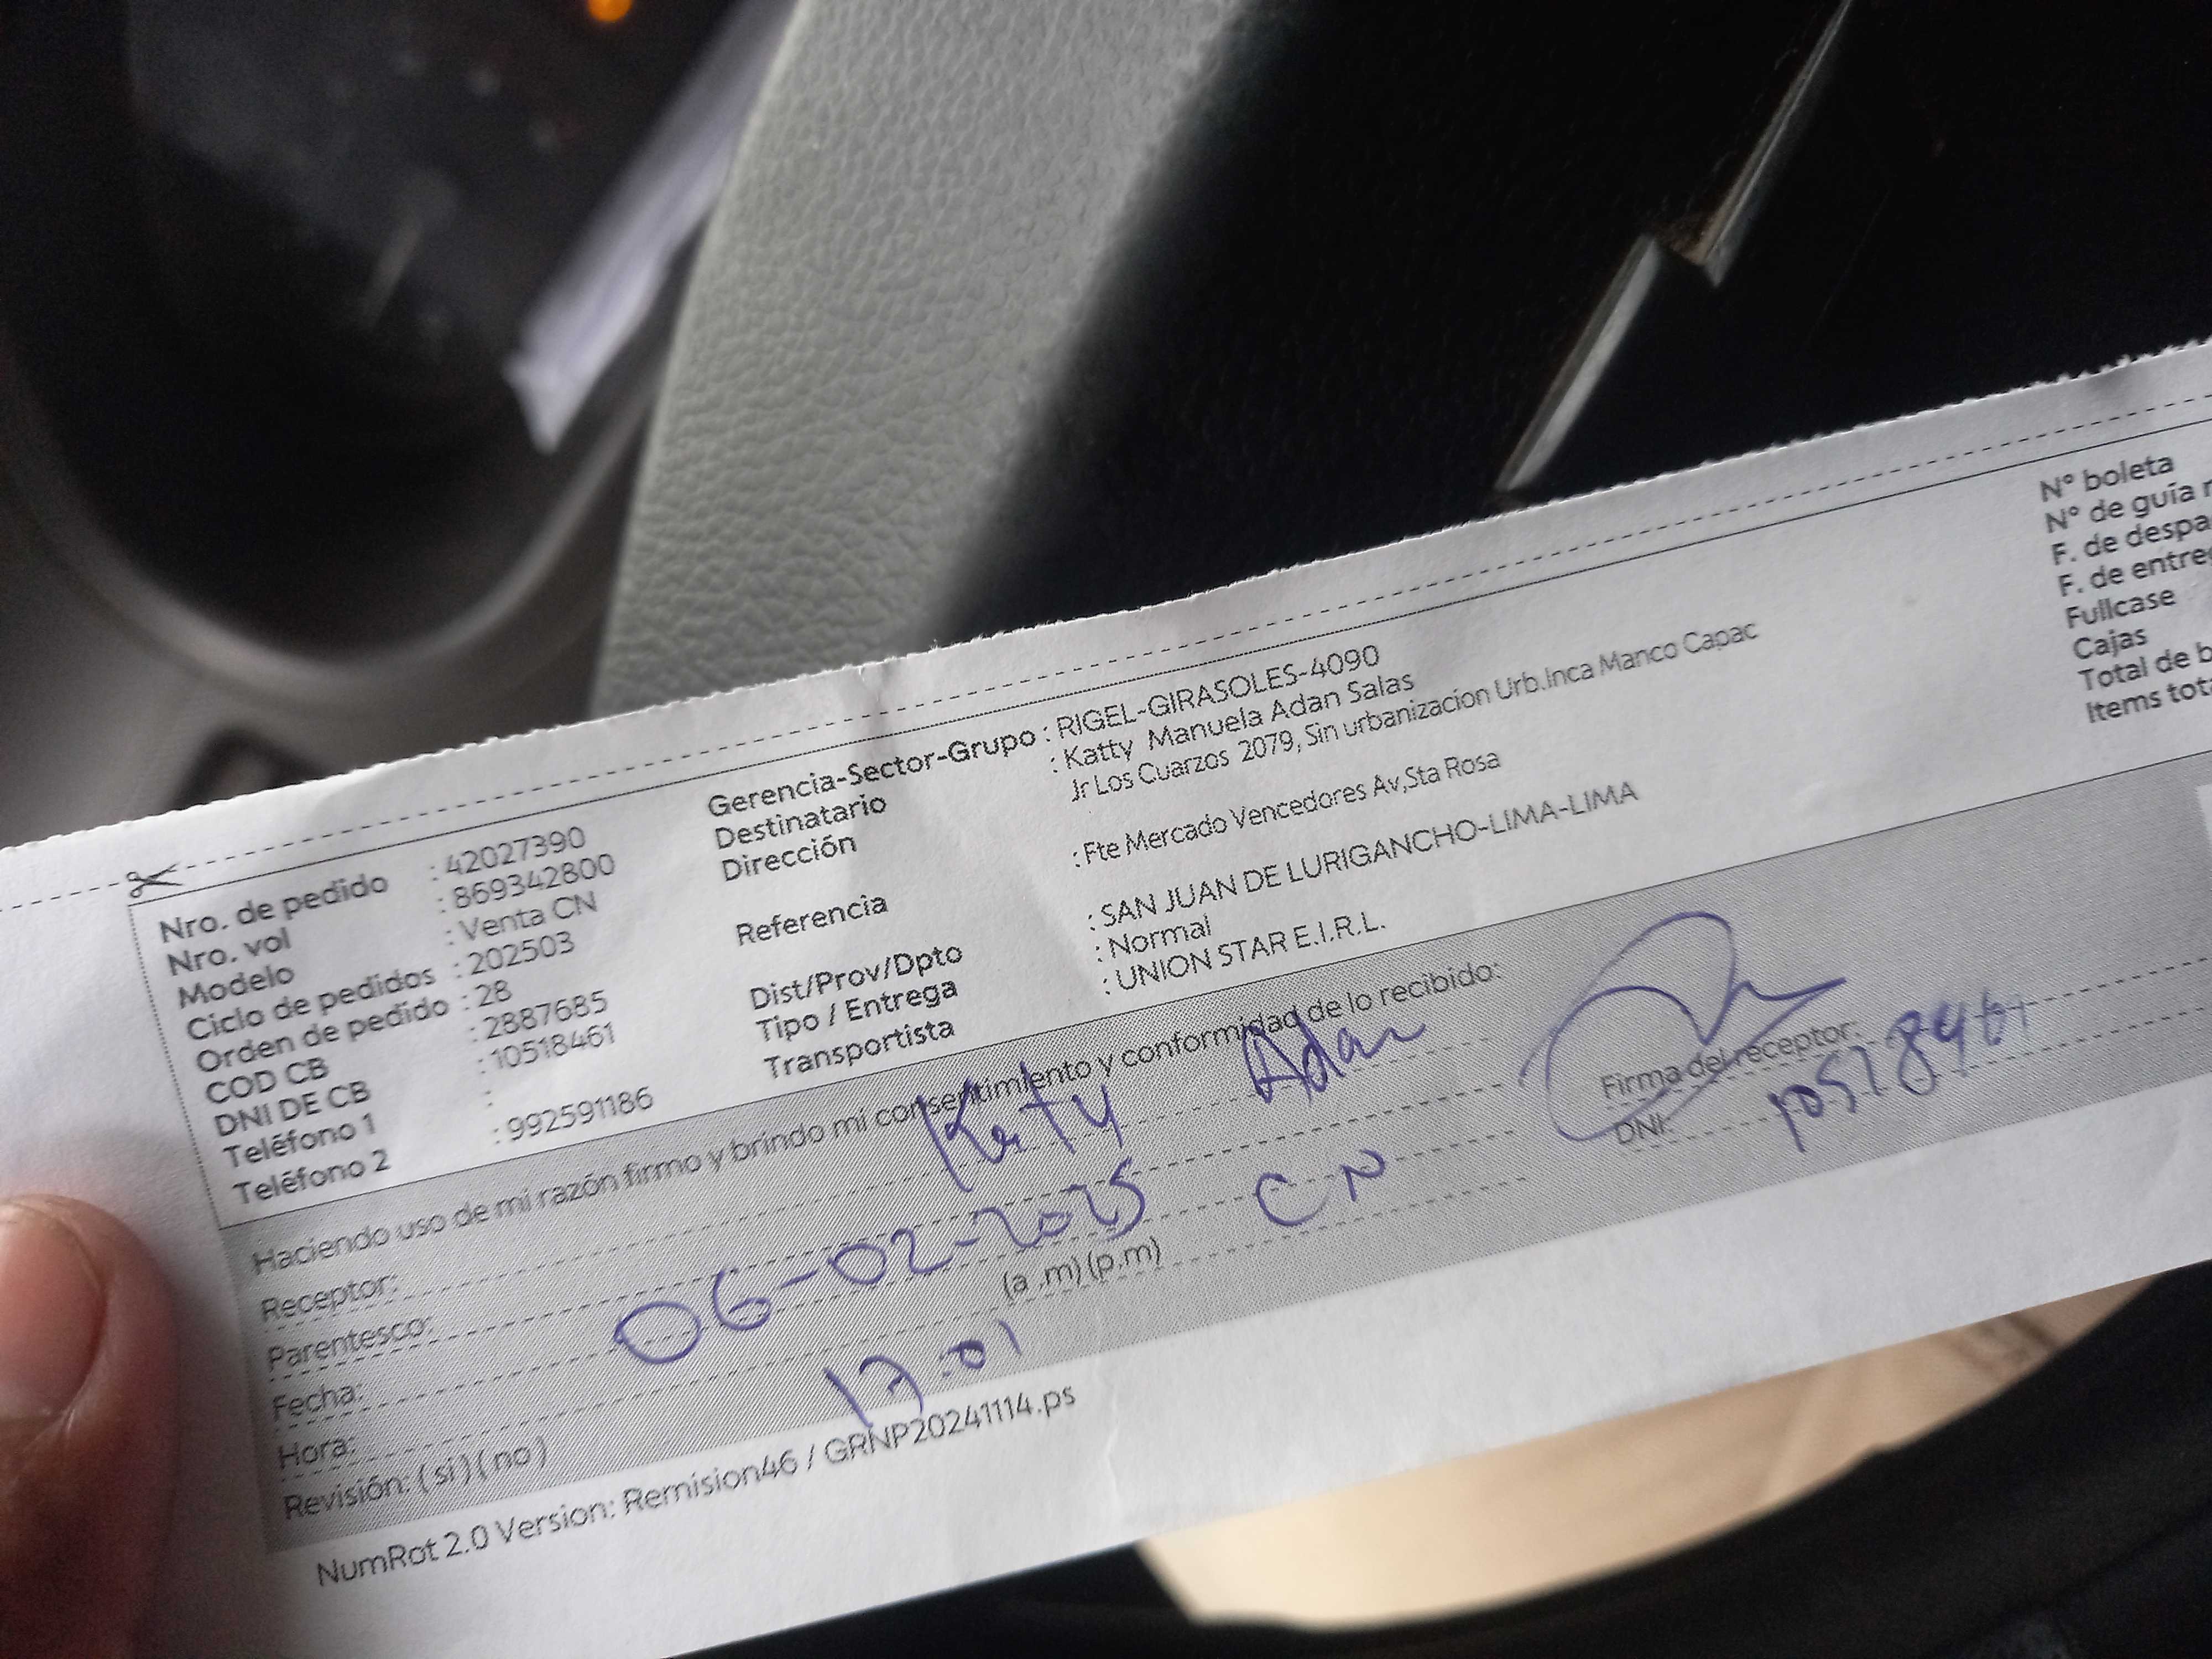 Nro. de pedido : 42027390
Nro. vol : 869342800
Modelo : Venta CN
Ciclo de pedidos : 202503
Orden de pedido : 28
COD CB : 2887685
DNI DE CB : 10518461
Teléfono 1 :
Teléfono 2 : 992591186
Gerencia-Sector-Grupo : RIGEL-GIRASOLES-4090
Destinatario : Katty Manuela Adan Salas
Dirección Jr Los Cuarzos 2079, Sin urbanizacion Urb.Inca Manco Capac
Referencia : Fte Mercado Vencedores Av,Sta Rosa
Dist/Prov/Dpto : SAN JUAN DE LURIGANCHO-LIMA-LIMA
Tipo / Entrega : Normal
Transportista : UNION STAR E.I.R.L.
N° boleta
N° de guía
F. de
F. de
Fullcase
Cajas
Total de
Items
Haciendo uso de mi razón firmo y brindo mi consentimiento y conformidad de lo recibido:
Receptor: Katy Adan
Parentesco: CN
Fecha: 06-02-2025
Hora: 17:01 (a .m) (p.m)
Revisión: ( si ) ( no )
Firma del receptor:
DNI: 10518461
NumRot 2.0 Version: Remision46 / GRNP20241114.ps